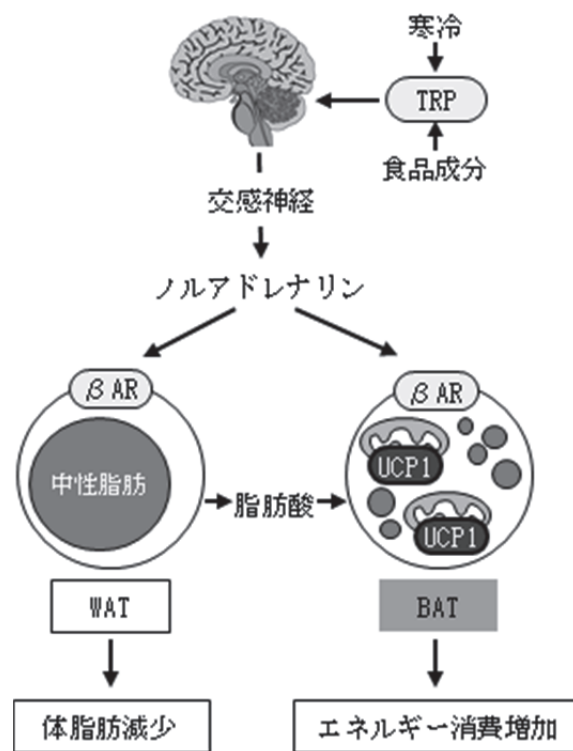 寒冷
TRP
食品成分
交感神経
ノルアドレナリン
β AR
β AR
中性脂肪
脂肪酸
UCP1
UCP1
WAT
BAT
体脂肪減少
エネルギー消費増加